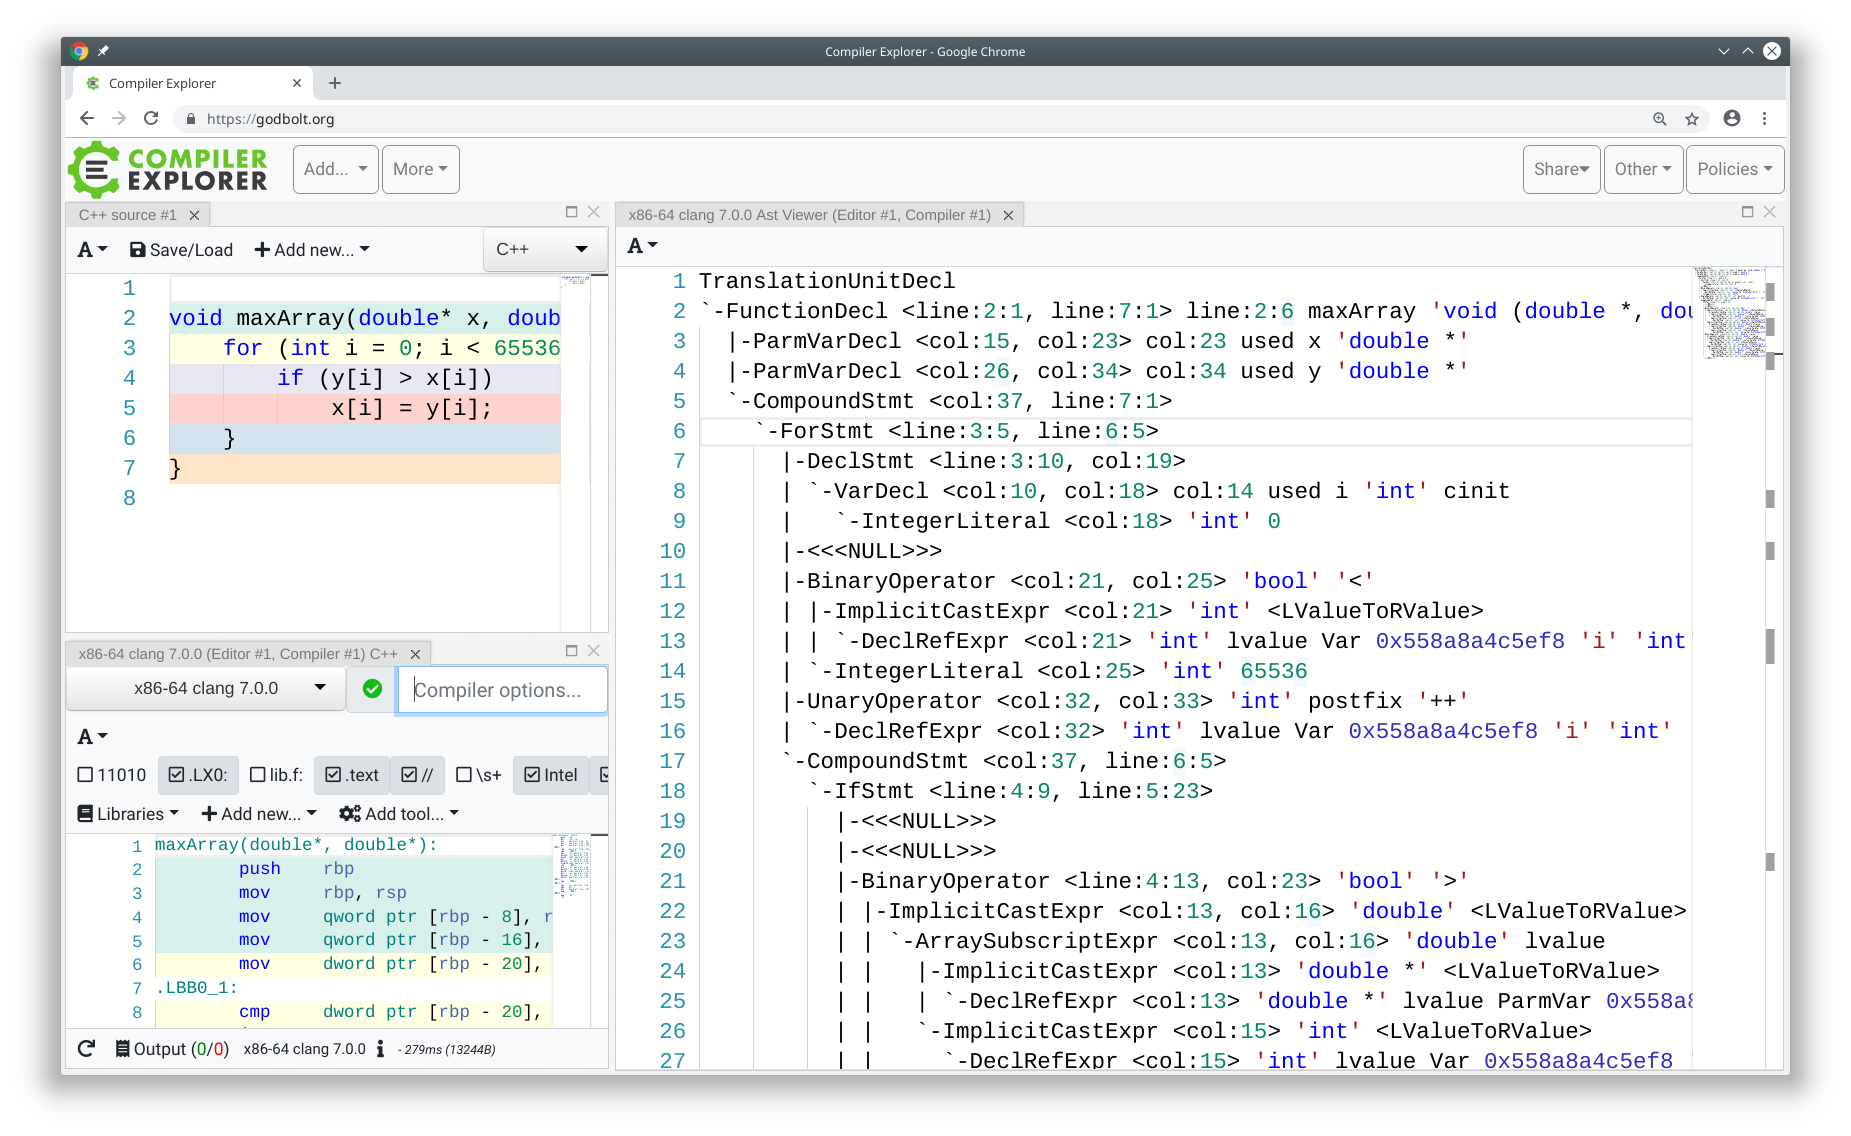 Compiler Explorer - Google Chrome
Compiler Explorer
https://godbolt.org
COMPILER
EXPLORER
Add...
More
Share
Other
Policies
C++ source #1
A
Save/Load
Add new...
C++
1
2 void maxArray(double* x, doub
3 for (int i = 0; i < 65536
4 if (y[i] > x[i])
5 x[i] = y[i];
6 }
7 }
8
x86-64 clang 7.0.0 (Editor #1, Compiler #1) C++
x86-64 clang 7.0.0
Compiler options...
A
11010 .LX0: lib.f: .text // \s+ Intel
Libraries Add new... Add tool...
1 maxArray(double*, double*):
2 push rbp
3 mov rbp, rsp
4 mov qword ptr [rbp - 8], r
5 mov qword ptr [rbp - 16],
6 mov dword ptr [rbp - 20],
7 .LBB0_1:
8 cmp dword ptr [rbp - 20],
Output (0/0) x86-64 clang 7.0.0 i - 279ms (13244B)
x86-64 clang 7.0.0 Ast Viewer (Editor #1, Compiler #1)
A
1 TranslationUnitDecl
2 `-FunctionDecl <line:2:1, line:7:1> line:2:6 maxArray 'void (double *, dou
3 |-ParmVarDecl <col:15, col:23> col:23 used x 'double *'
4 |-ParmVarDecl <col:26, col:34> col:34 used y 'double *'
5 `-CompoundStmt <col:37, line:7:1>
6 `-ForStmt <line:3:5, line:6:5>
7 |-DeclStmt <line:3:10, col:19>
8 | `-VarDecl <col:10, col:18> col:14 used i 'int' cinit
9 | `-IntegerLiteral <col:18> 'int' 0
10 |-<<<NULL>>>
11 |-BinaryOperator <col:21, col:25> 'bool' '<'
12 | |-ImplicitCastExpr <col:21> 'int' <LValueToRValue>
13 | | `-DeclRefExpr <col:21> 'int' lvalue Var 0x558a8a4c5ef8 'i' 'int'
14 | `-IntegerLiteral <col:25> 'int' 65536
15 |-UnaryOperator <col:32, col:33> 'int' postfix '++'
16 | `-DeclRefExpr <col:32> 'int' lvalue Var 0x558a8a4c5ef8 'i' 'int'
17 `-CompoundStmt <col:37, line:6:5>
18 `-IfStmt <line:4:9, line:5:23>
19 |-<<<NULL>>>
20 |-<<<NULL>>>
21 |-BinaryOperator <line:4:13, col:23> 'bool' '>'
22 | |-ImplicitCastExpr <col:13, col:16> 'double' <LValueToRValue>
23 | | `-ArraySubscriptExpr <col:13, col:16> 'double' lvalue
24 | | |-ImplicitCastExpr <col:13> 'double *' <LValueToRValue>
25 | | | `-DeclRefExpr <col:13> 'double *' lvalue ParmVar 0x558a8
26 | | `-ImplicitCastExpr <col:15> 'int' <LValueToRValue>
27 | | `-DeclRefExpr <col:15> 'int' lvalue Var 0x558a8a4c5ef8 '